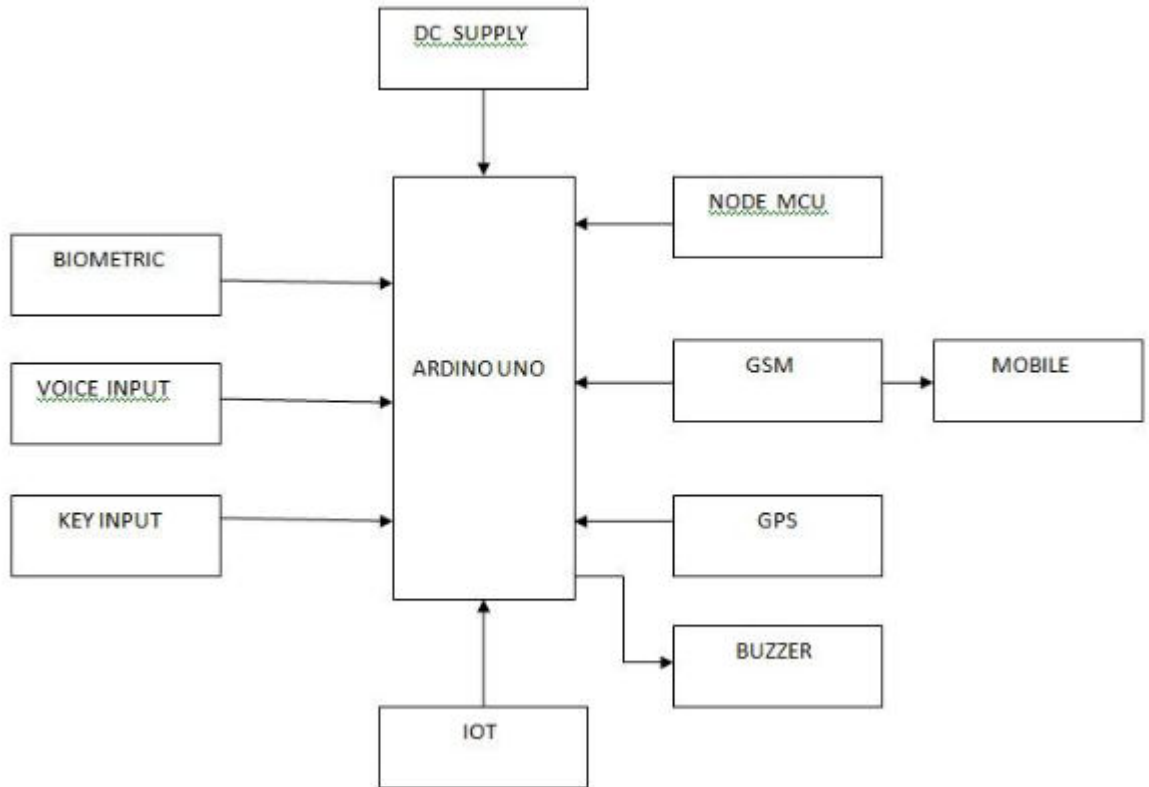 DC SUPPLY
NODE MCU
BIOMETRIC
ARDINO UNO
GSM
MOBILE
VOICE INPUT
KEY INPUT
GPS
BUZZER
IOT